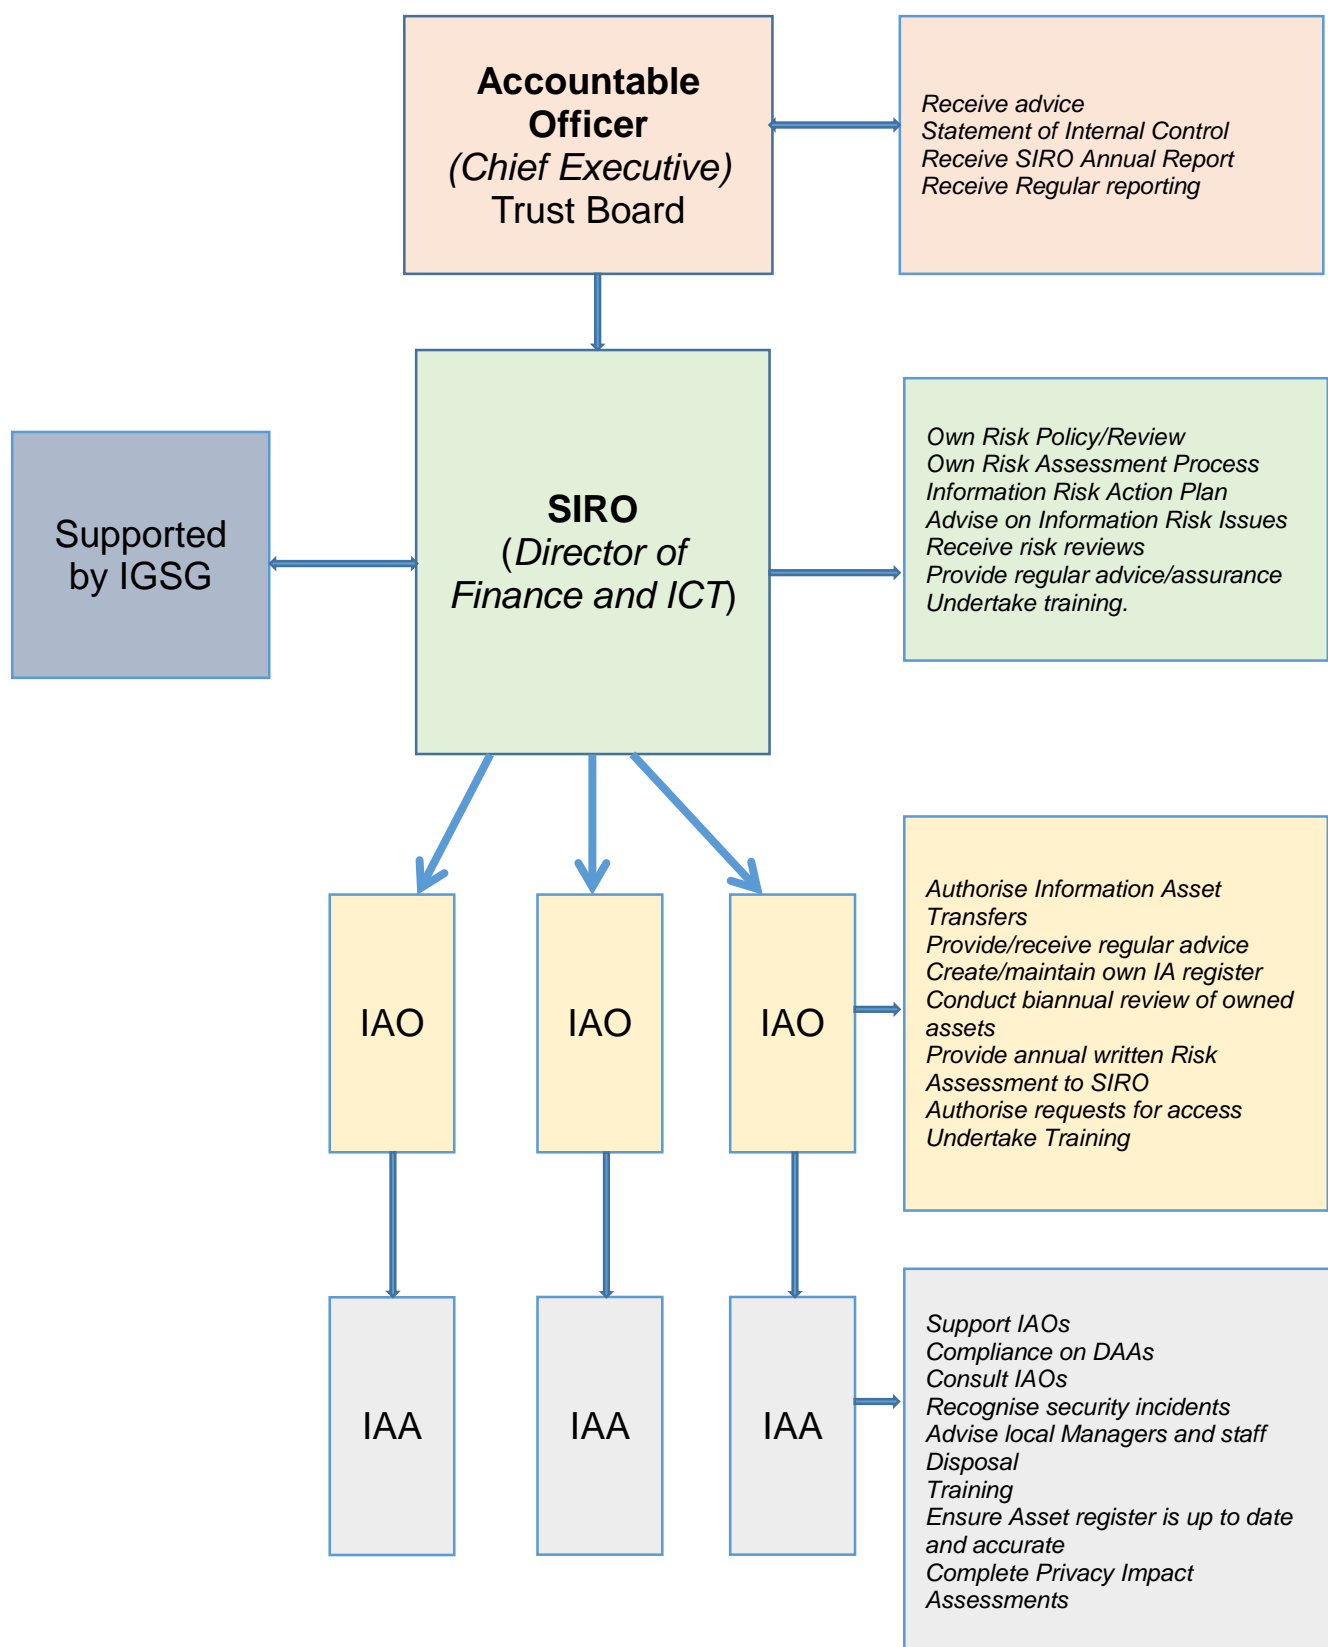 Accountable
Officer
(Chief Executive)
Trust Board
Receive advice
Statement of Internal Control
Receive SIRO Annual Report
Receive Regular reporting
Supported
by IGSG
SIRO
(Director of
Finance and ICT)
Own Risk Policy/Review
Own Risk Assessment Process
Information Risk Action Plan
Advise on Information Risk Issues
Receive risk reviews
Provide regular advice/assurance
Undertake training.
IAO
IAO
IAO
Authorise Information Asset
Transfers
Provide/receive regular advice
Create/maintain own IA register
Conduct biannual review of owned
assets
Provide annual written Risk
Assessment to SIRO
Authorise requests for access
Undertake Training
IAA
IAA
IAA
Support IAOs
Compliance on DAAs
Consult IAOs
Recognise security incidents
Advise local Managers and staff
Disposal
Training
Ensure Asset register is up to date
and accurate
Complete Privacy Impact
Assessments